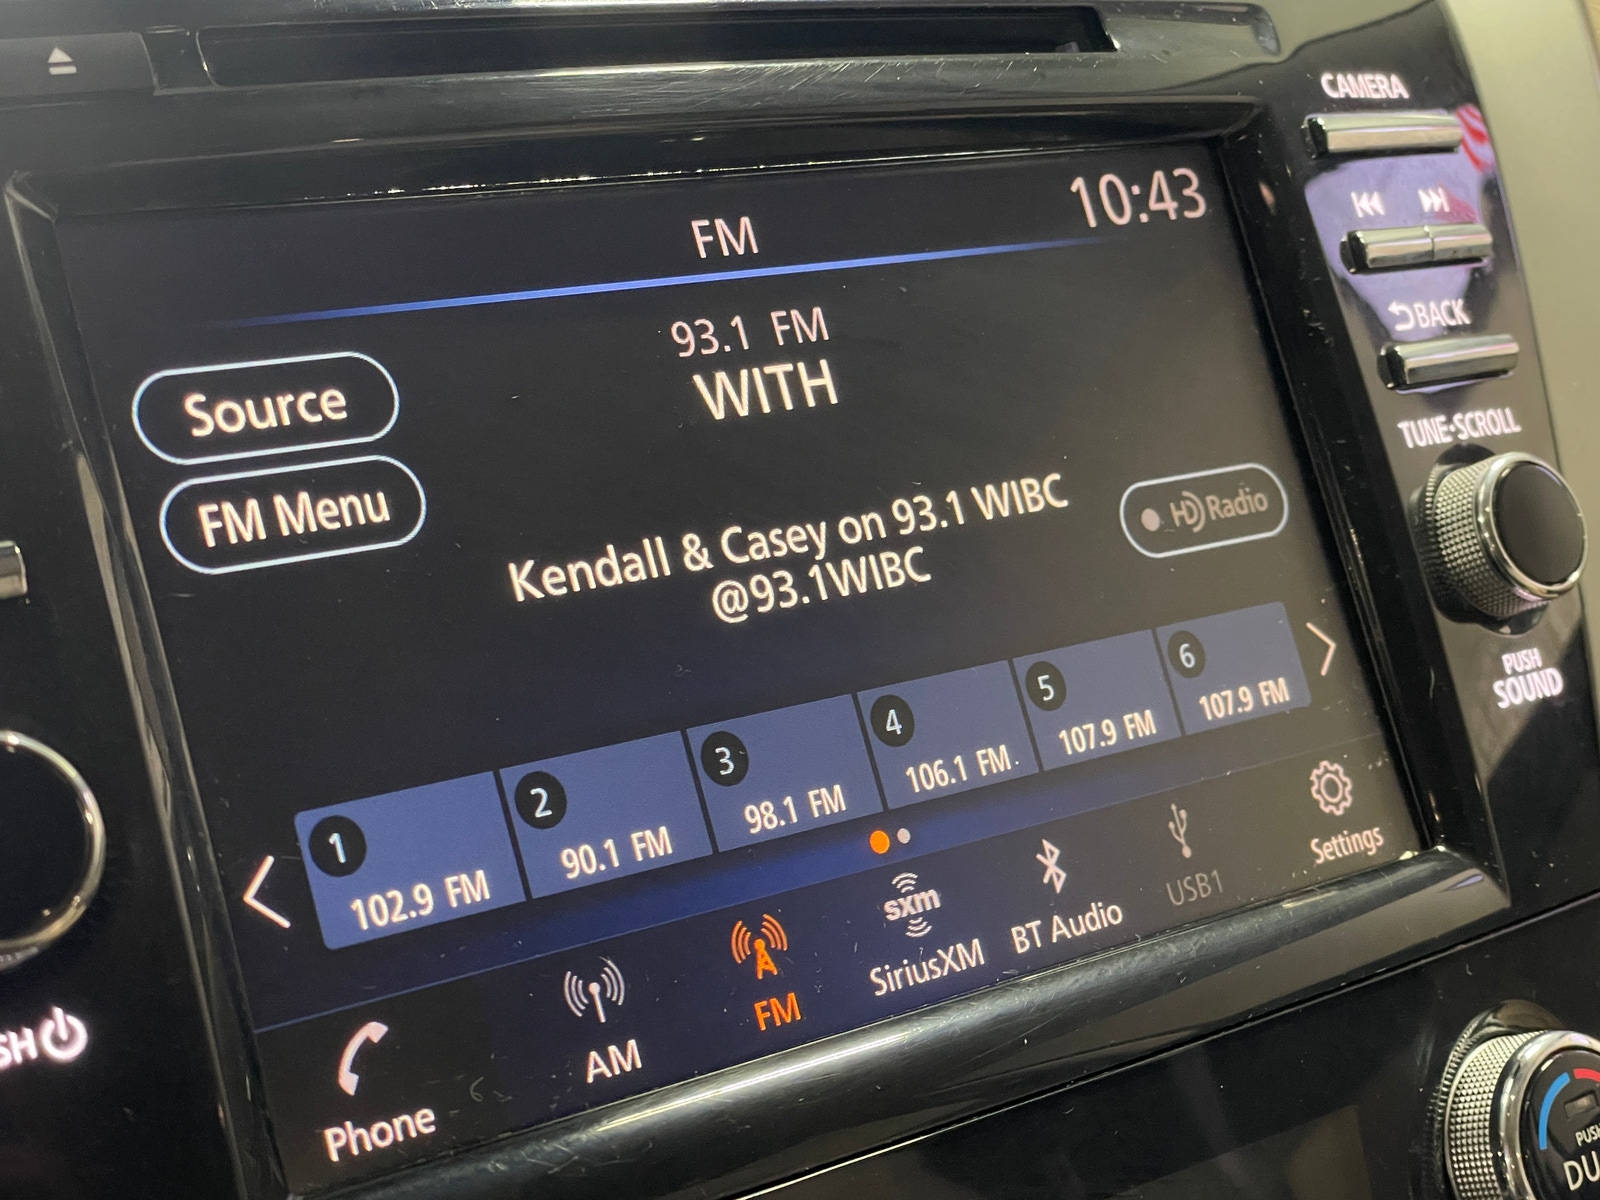 CAMERA
10:43
FM
93.1 FM
WITH
Source
FM Menu
BACK
TUNE·SCROLL
HD Radio
Kendall & Casey on 93.1 WIBC
@93.1WIBC
PUSH
SOUND
1
102.9 FM
2
90.1 FM
3
98.1 FM
4
106.1 FM
5
107.9 FM
6
107.9 FM
Phone
AM
FM
sxm
SiriusXM
BT Audio
USB1
Settings